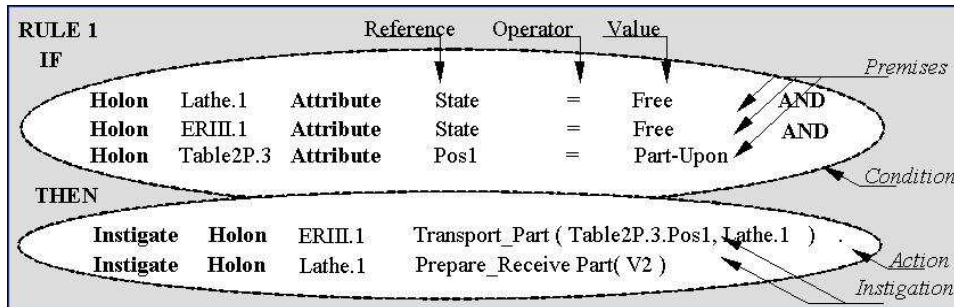 RULE 1 Reference Operator Value
IF Premises
Holon Lathe.1 Attribute State = Free AND
Holon ERIII.1 Attribute State = Free AND
Holon Table2P.3 Attribute Pos1 = Part-Upon
Condition
THEN
Instigate Holon ERIII.1 Transport_Part ( Table2P.3.Pos1, Lathe.1 ) .
Action
Instigate Holon Lathe.1 Prepare_Receive Part( V2 )
Instigation